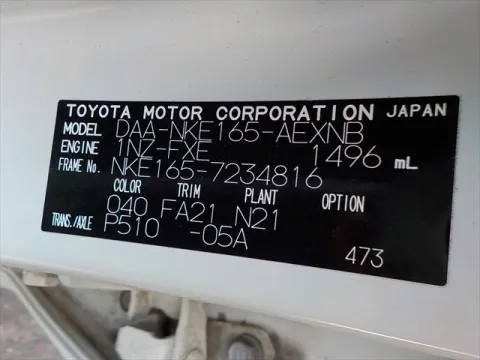 TOYOTA MOTOR CORPORATION JAPAN
MODEL DAA-NKE165-AEXNB
ENGINE 1NZ-FXE 1496 mL
FRAME No. NKE165-7234816
COLOR TRIM PLANT OPTION
040 FA21 N21
TRANS./AXLE P510 -05A
473